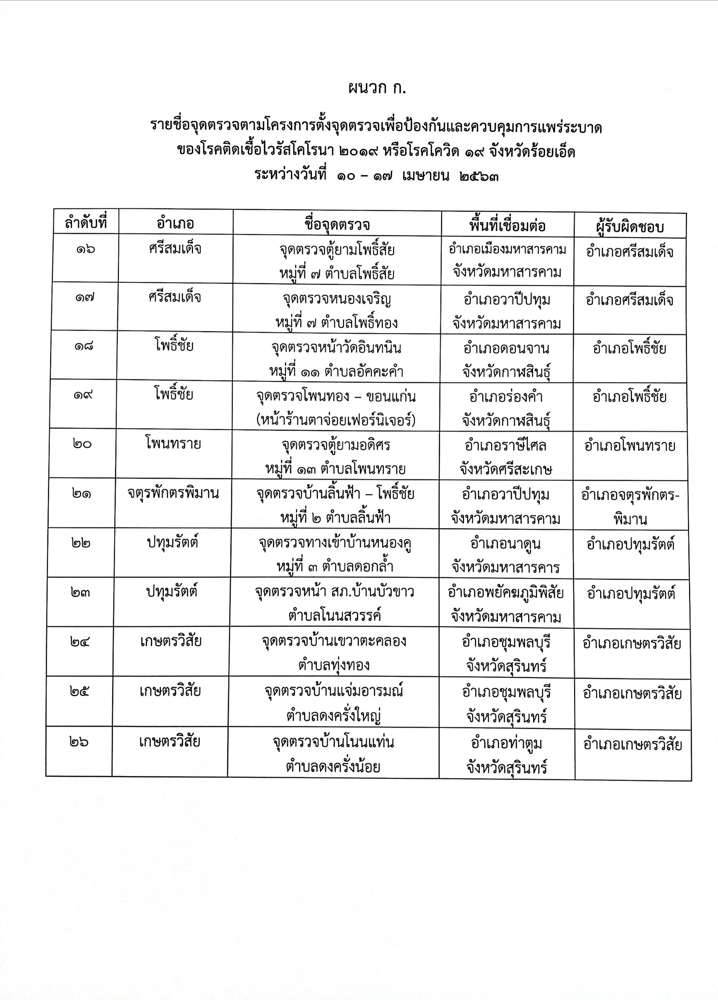 ผนวก ก.
รายชื่อจุดตรวจตามโครงการตั้งจุดตรวจเพื่อป้องกันและควบคุมการแพร่ระบาด
ของโรคติดเชื้อไวรัสโคโรนา ๒๐๑๙ หรือโรคโควิด ๑๙ จังหวัดร้อยเอ็ด
ระหว่างวันที่ ๑๐ – ๑๗ เมษายน ๒๕๖๓
ลำดับที่ อำเภอ ชื่อจุดตรวจ พื้นที่เชื่อมต่อ ผู้รับผิดชอบ
๑๖ ศรีสมเด็จ จุดตรวจตู้ยามโพธิ์สัย อำเภอเมืองมหาสารคาม อำเภอศรีสมเด็จ
หมู่ที่ ๗ ตำบลโพธิ์สัย จังหวัดมหาสารคาม
๑๗ ศรีสมเด็จ จุดตรวจหนองเจริญ อำเภอวาปีปทุม อำเภอศรีสมเด็จ
หมู่ที่ ๗ ตำบลโพธิ์ทอง จังหวัดมหาสารคาม
๑๘ โพธิ์ชัย จุดตรวจหน้าวัดอินทนิน อำเภอดอนจาน อำเภอโพธิ์ชัย
หมู่ที่ ๑๑ ตำบลอัคคะคำ จังหวัดกาฬสินธุ์
๑๙ โพธิ์ชัย จุดตรวจโพนทอง – ขอนแก่น อำเภอร่องคำ อำเภอโพธิ์ชัย
(หน้าร้านตาจ่อยเฟอร์นิเจอร์) จังหวัดกาฬสินธุ์
๒๐ โพนทราย จุดตรวจตู้ยามอดิศร อำเภอราษีไศล อำเภอโพนทราย
หมู่ที่ ๑๓ ตำบลโพนทราย จังหวัดศรีสะเกษ
๒๑ จตุรพักตรพิมาน จุดตรวจบ้านลิ้นฟ้า – โพธิ์ชัย อำเภอวาปีปทุม อำเภอจตุรพักตร-
หมู่ที่ ๒ ตำบลลิ้นฟ้า จังหวัดมหาสารคาม พิมาน
๒๒ ปทุมรัตต์ จุดตรวจทางเข้าบ้านหนองคู อำเภอนาดูน อำเภอปทุมรัตต์
หมู่ที่ ๓ ตำบลดอกล้ำ จังหวัดมหาสารคาร
๒๓ ปทุมรัตต์ จุดตรวจหน้า สภ.บ้านบัวขาว อำเภอพยัคฆภูมิพิสัย อำเภอปทุมรัตต์
ตำบลโนนสวรรค์ จังหวัดมหาสารคาม
๒๔ เกษตรวิสัย จุดตรวจบ้านเขวาตะคลอง อำเภอชุมพลบุรี อำเภอเกษตรวิสัย
ตำบลทุ่งทอง จังหวัดสุรินทร์
๒๕ เกษตรวิสัย จุดตรวจบ้านแจ่มอารมณ์ อำเภอชุมพลบุรี อำเภอเกษตรวิสัย
ตำบลดงครั่งใหญ่ จังหวัดสุรินทร์
๒๖ เกษตรวิสัย จุดตรวจบ้านโนนแท่น อำเภอท่าตูม อำเภอเกษตรวิสัย
ตำบลดงครั่งน้อย จังหวัดสุรินทร์